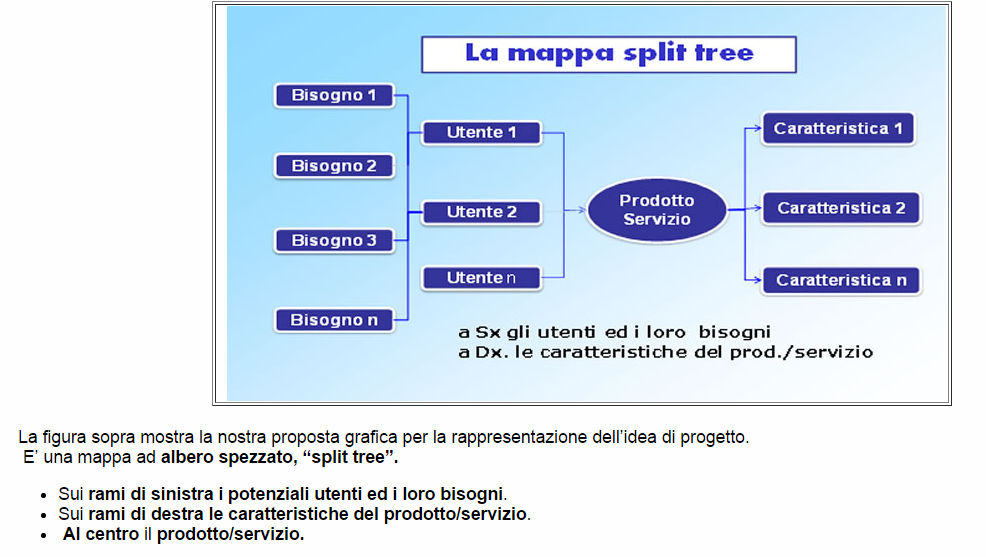 La mappa split tree
Bisogno 1
Bisogno 2
Bisogno 3
Bisogno n
Utente 1
Utente 2
Utente n
Prodotto
Servizio
Caratteristica 1
Caratteristica 2
Caratteristica n
a Sx gli utenti ed i loro bisogni
a Dx. le caratteristiche del prod./servizio
La figura sopra mostra la nostra proposta grafica per la rappresentazione dell'idea di progetto.
E' una mappa ad albero spezzato, “split tree”.
• Sui rami di sinistra i potenziali utenti ed i loro bisogni.
• Sui rami di destra le caratteristiche del prodotto/servizio.
• Al centro il prodotto/servizio.